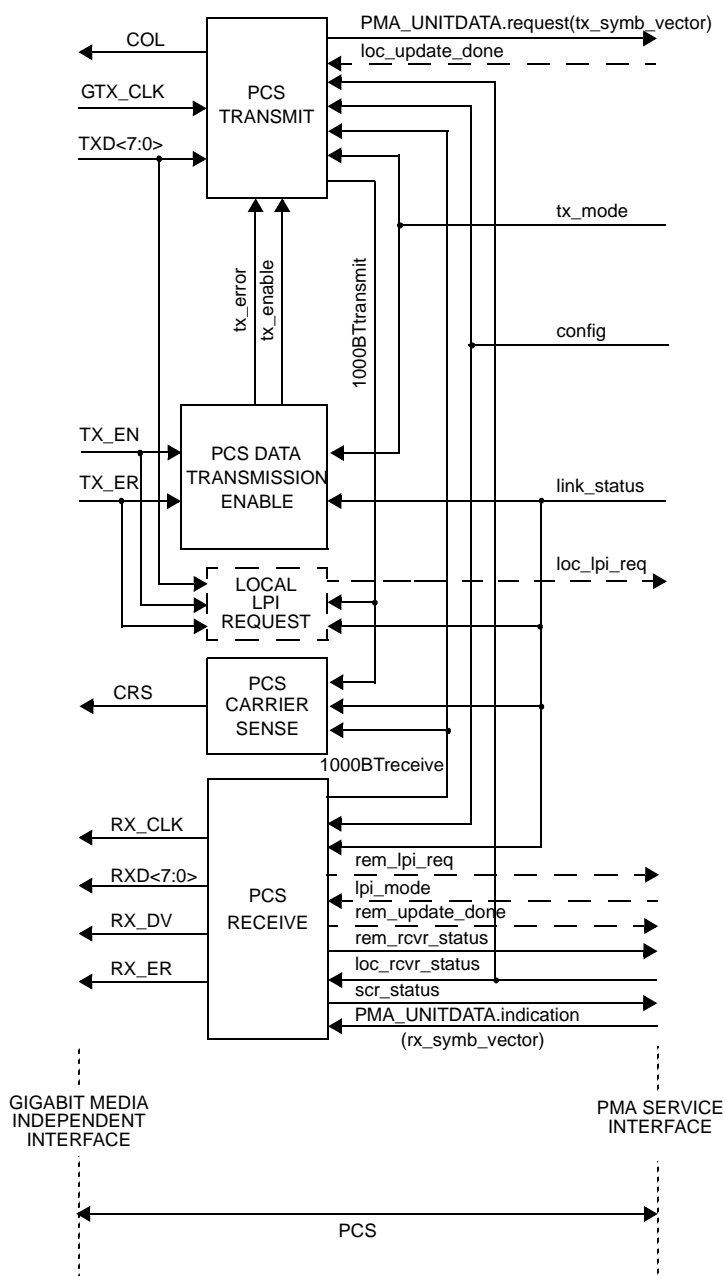 PMA_UNITDATA.request(tx_symb_vector)
COL
loc_update_done
GTX_CLK
PCS
TRANSMIT
TXD<7:0>
tx_mode
tx_error
tx_enable
1000BTtransmit
config
TX_EN
PCS DATA
TRANSMISSION
ENABLE
TX_ER
link_status
LOCAL
LPI
REQUEST
loc_lpi_req
CRS
PCS
CARRIER
SENSE
1000BTreceive
RX_CLK
RXD<7:0>
RX_DV
RX_ER
PCS
RECEIVE
rem_lpi_req
lpi_mode
rem_update_done
rem_rcvr_status
loc_rcvr_status
scr_status
PMA_UNITDATA.indication
(rx_symb_vector)
GIGABIT MEDIA
INDEPENDENT
INTERFACE
PMA SERVICE
INTERFACE
PCS